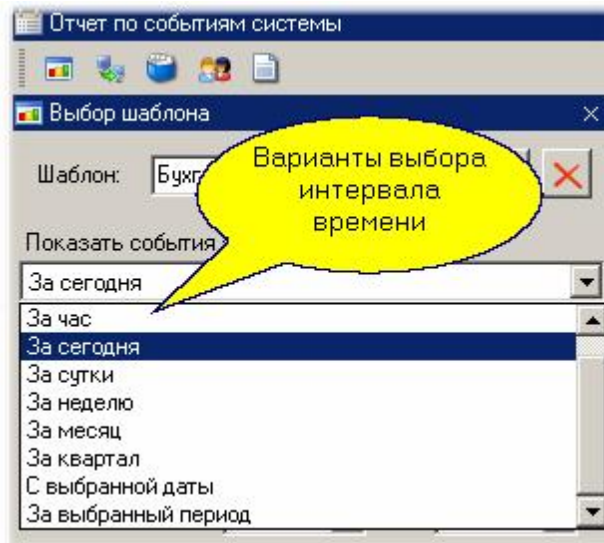 Отчет по событиям системы
Выбор шаблона
Шаблон:
Варианты выбора
интервала
времени
Показать события
За сегодня
За час
За сегодня
За сутки
За неделю
За месяц
За квартал
С выбранной даты
За выбранный период